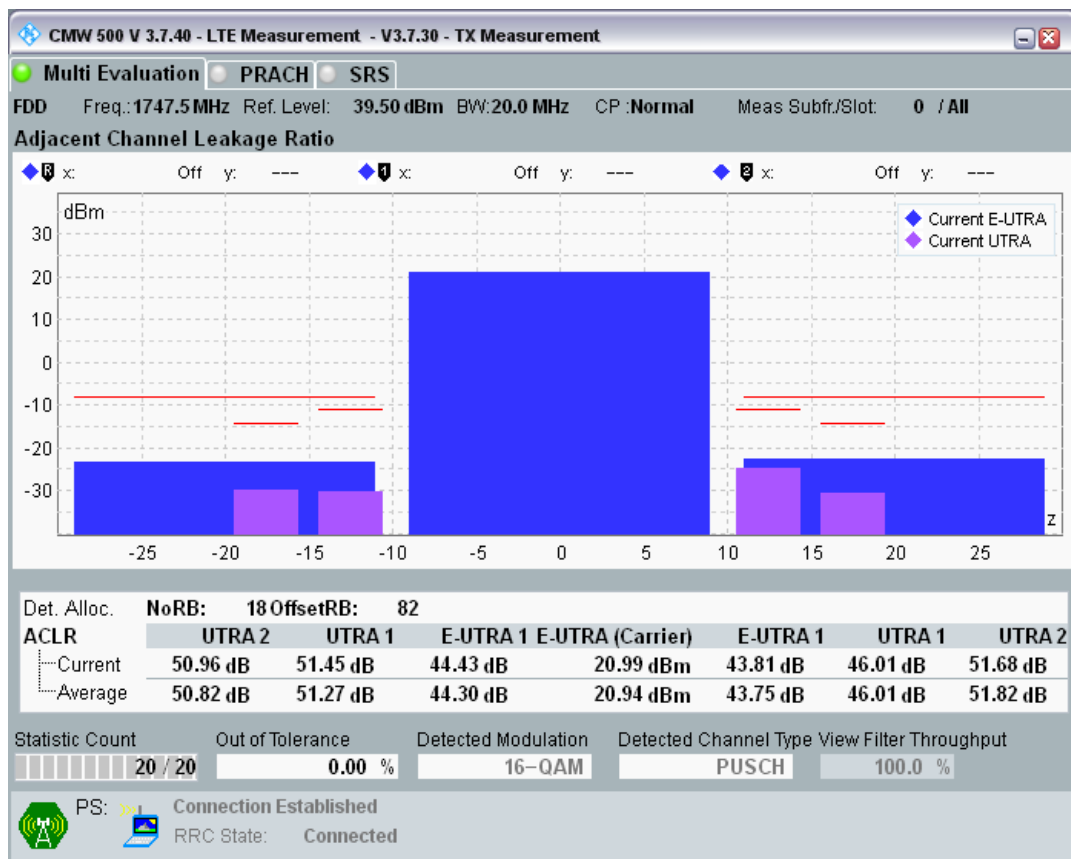 CMW 500 V 3.7.40 - LTE Measurement - V3.7.30 - TX Measurement
Multi Evaluation PRACH SRS
FDD Freq.:1747.5 MHz Ref. Level: 39.50 dBm BW:20.0 MHz CP :Normal Meas Subfr./Slot: 0 / All
Adjacent Channel Leakage Ratio
R x: Off y: --- 1 x: Off y: --- 2 x: Off y: ---
dBm
Current E-UTRA
Current UTRA
30
20
10
0
-10
-20
-30
z
-25 -20 -15 -10 -5 0 5 10 15 20 25
Det. Alloc. NoRB: 18 OffsetRB: 82
ACLR UTRA 2 UTRA 1 E-UTRA 1 E-UTRA (Carrier) E-UTRA 1 UTRA 1 UTRA 2
Current 50.96 dB 51.45 dB 44.43 dB 20.99 dBm 43.81 dB 46.01 dB 51.68 dB
Average 50.82 dB 51.27 dB 44.30 dB 20.94 dBm 43.75 dB 46.01 dB 51.82 dB
Statistic Count Out of Tolerance Detected Modulation Detected Channel Type View Filter Throughput
20 / 20 0.00 % 16-QAM PUSCH 100.0 %
PS: Connection Established
RRC State: Connected